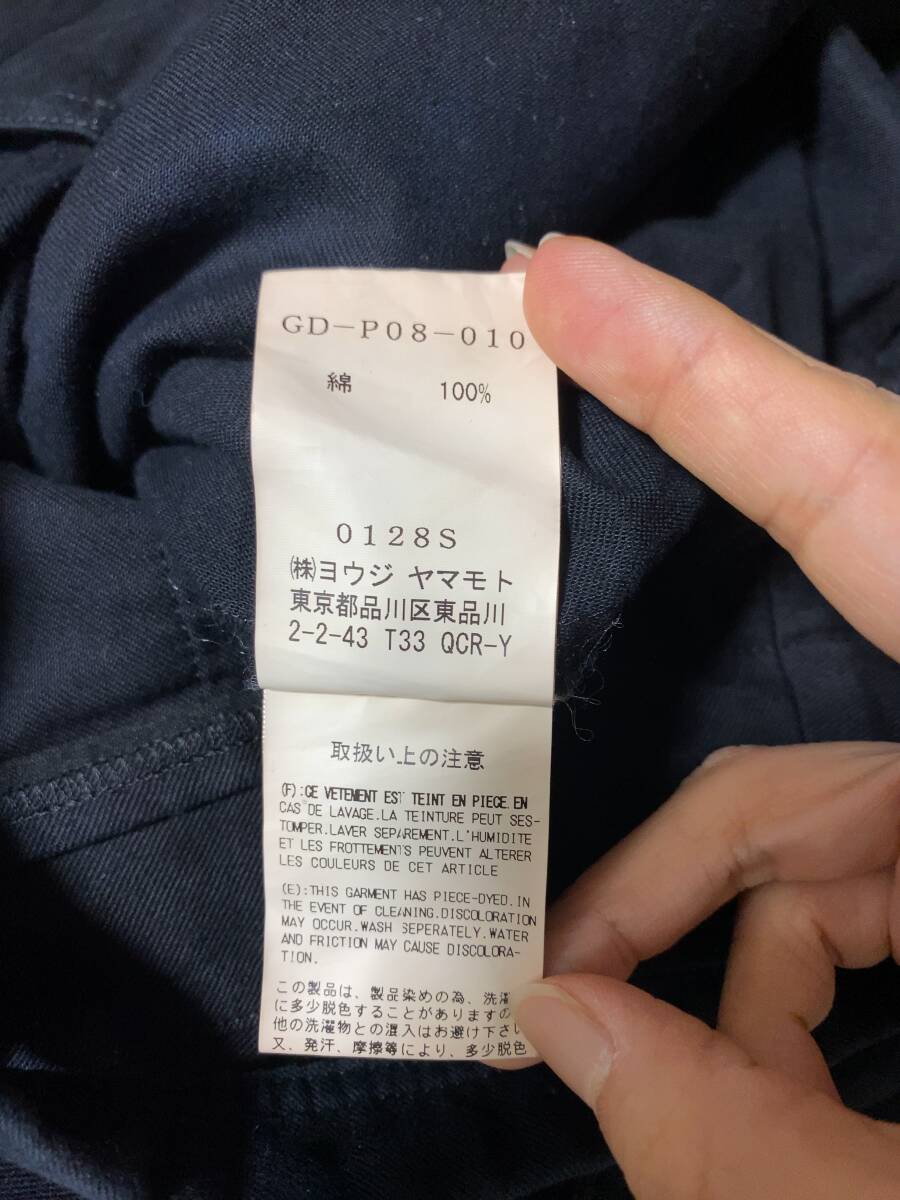 GD-P08-010
綿 100%
0128S
㈱ヨウジ ヤマモト
東京都品川区東品川
2-2-43 T33 QCR-Y
取扱い上の注意
(F):CE VETEMENT EST TEINT EN PIECE.EN
CAS DE LAVAGE.LA TEINTURE PEUT SES-
TOMPER.LAVER SEPAREMENT.L'HUMIDITE
ET LES FROTTEMENTS PEUVENT ALTERER
LES COULEURS DE CET ARTICLE
(E):THIS GARMENT HAS PIECE-DYED.IN
THE EVENT OF CLEANING.DISCOLORATION
MAY OCCUR.WASH SEPERATELY.WATER
AND FRICTION MAY CAUSE DISCOLORA-
TION.
この製品は、製品染めの為、洗濯
に多少脱色することがありますの
他の洗濯物との混入はお避け下さい
又、発汗、摩擦等により、多少脱色